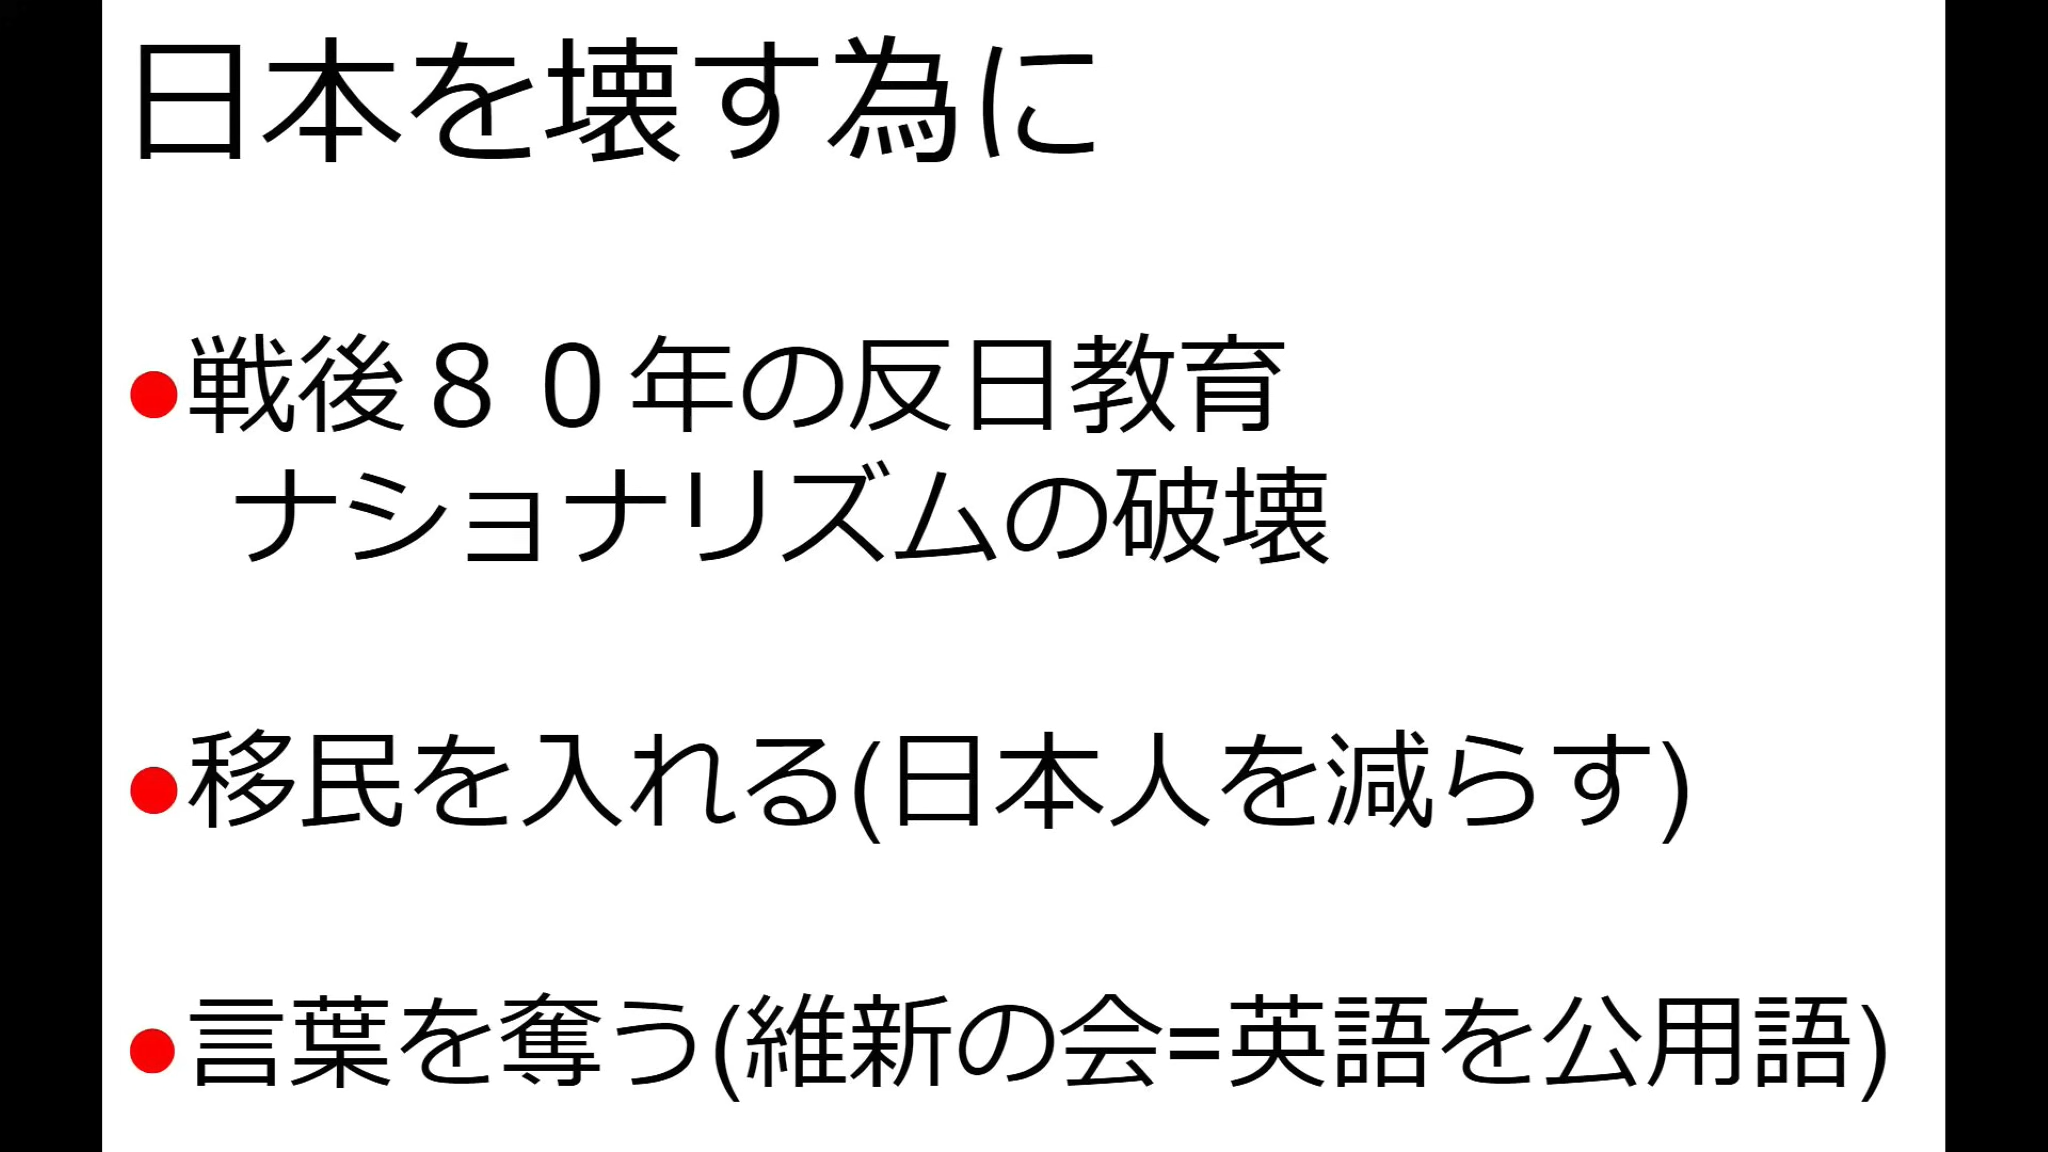 日本を壊す為に
●戦後８０年の反日教育
ナショナリズムの破壊
●移民を入れる(日本人を減らす)
●言葉を奪う(維新の会=英語を公用語)